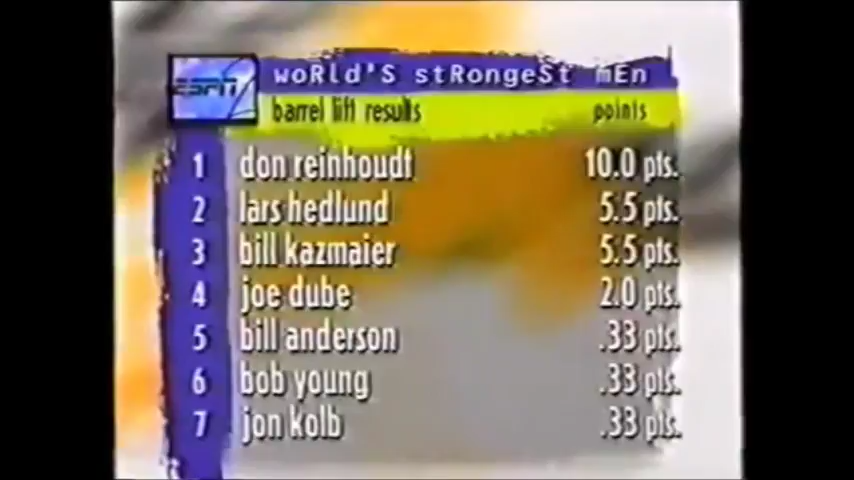 ESPN
woRld'S stRongeSt mEn
barrel lift results points
1 don reinhoudt 10.0 pts.
2 lars hedlund 5.5 pts.
3 bill kazmaier 5.5 pts.
4 joe dube 2.0 pts.
5 bill anderson .33 pts.
6 bob young .33 pts.
7 jon kolb .33 pts.